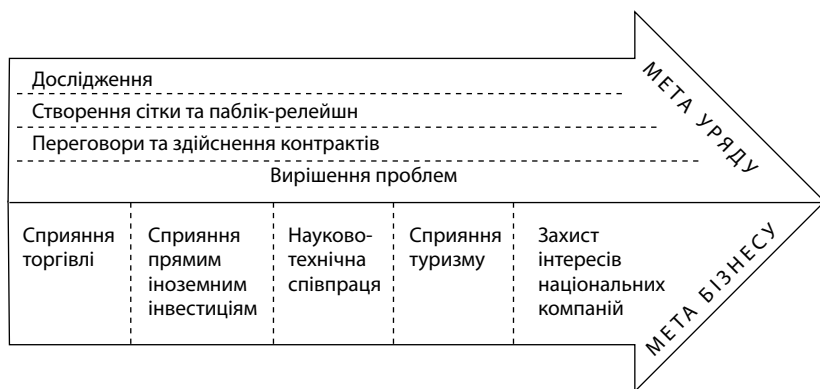 Дослідження
Створення сітки та паблік-релейшн
Переговори та здійснення контрактів
Вирішення проблем
МЕТА УРЯДУ
Сприяння
торгівлі
Сприяння
прямим
іноземним
інвестиціям
Науково-
технічна
співпраця
Сприяння
туризму
Захист
інтересів
національних
компаній
МЕТА БІЗНЕСУ